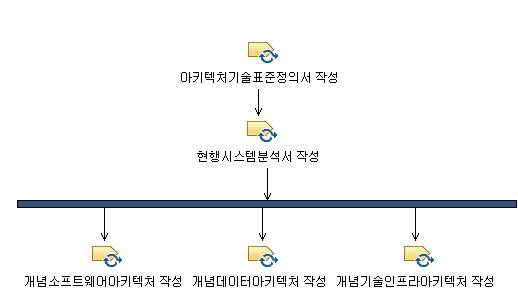 아키텍처기술표준정의서 작성
현행시스템분석서 작성
개념소프트웨어아키텍처 작성
개념데이터아키텍처 작성
개념기술인프라아키텍처 작성